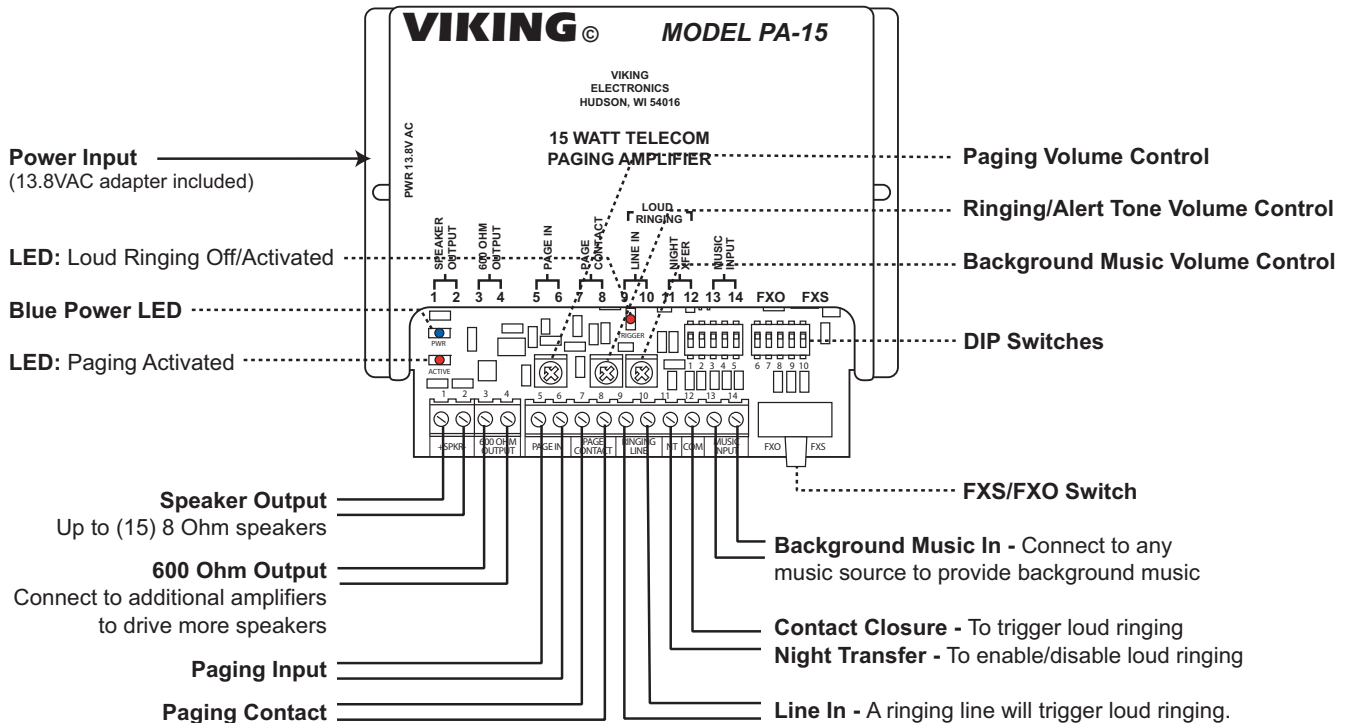 VIKING © MODEL PA-15
VIKING
ELECTRONICS
HUDSON, WI 54016
15 WATT TELECOM
PAGING AMPLIFIER
PWR 13.8V AC
Power Input
(13.8VAC adapter included)
LED: Loud Ringing Off/Activated
Blue Power LED
LED: Paging Activated
Paging Volume Control
Ringing/Alert Tone Volume Control
Background Music Volume Control
DIP Switches
FXS/FXO Switch
LOUD
RINGING
SPEAKER
OUTPUT
600 OHM
OUTPUT
PAGE IN
PAGE
CONTACT
LINE IN
NIGHT
XFER
MUSIC
INPUT
1 2 3 4 5 6 7 8 9 10 11 12 13 14 FXO FXS
PWR
TRIGGER
ACTIVE
1 2 3 4 5 6 7 8 9 10
1 2 3 4 5 6 7 8 9 10 11 12 13 14
+SPKR-
600 OHM
OUTPUT
PAGE IN
PAGE
CONTACT
RINGING
LINE
NT
COM
MUSIC
INPUT
FXO FXS
Speaker Output
Up to (15) 8 Ohm speakers
600 Ohm Output
Connect to additional amplifiers
to drive more speakers
Paging Input
Paging Contact
Background Music In - Connect to any
music source to provide background music
Contact Closure - To trigger loud ringing
Night Transfer - To enable/disable loud ringing
Line In - A ringing line will trigger loud ringing.